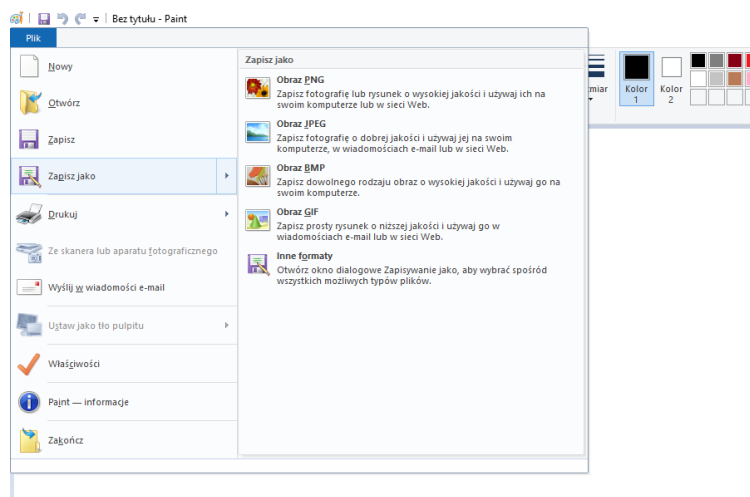 Bez tytułu - Paint
Plik
Nowy
Otwórz
Zapisz
Zapisz jako
Drukuj
Ze skanera lub aparatu fotograficznego
Wyślij w wiadomości e-mail
Ustaw jako tło pulpitu
Właściwości
Paint — informacje
Zakończ
Zapisz jako
Obraz PNG
Zapisz fotografię lub rysunek o wysokiej jakości i używaj ich na
swoim komputerze lub w sieci Web.
Obraz JPEG
Zapisz fotografię o dobrej jakości i używaj jej na swoim
komputerze, w wiadomościach e-mail lub w sieci Web.
Obraz BMP
Zapisz dowolnego rodzaju obraz o wysokiej jakości i używaj go na
swoim komputerze.
Obraz GIF
Zapisz prosty rysunek o niższej jakości i używaj go w
wiadomościach e-mail lub w sieci Web.
Inne formaty
Otwórz okno dialogowe Zapisywanie jako, aby wybrać spośród
wszystkich możliwych typów plików.
miar
Kolor
1
Kolor
2